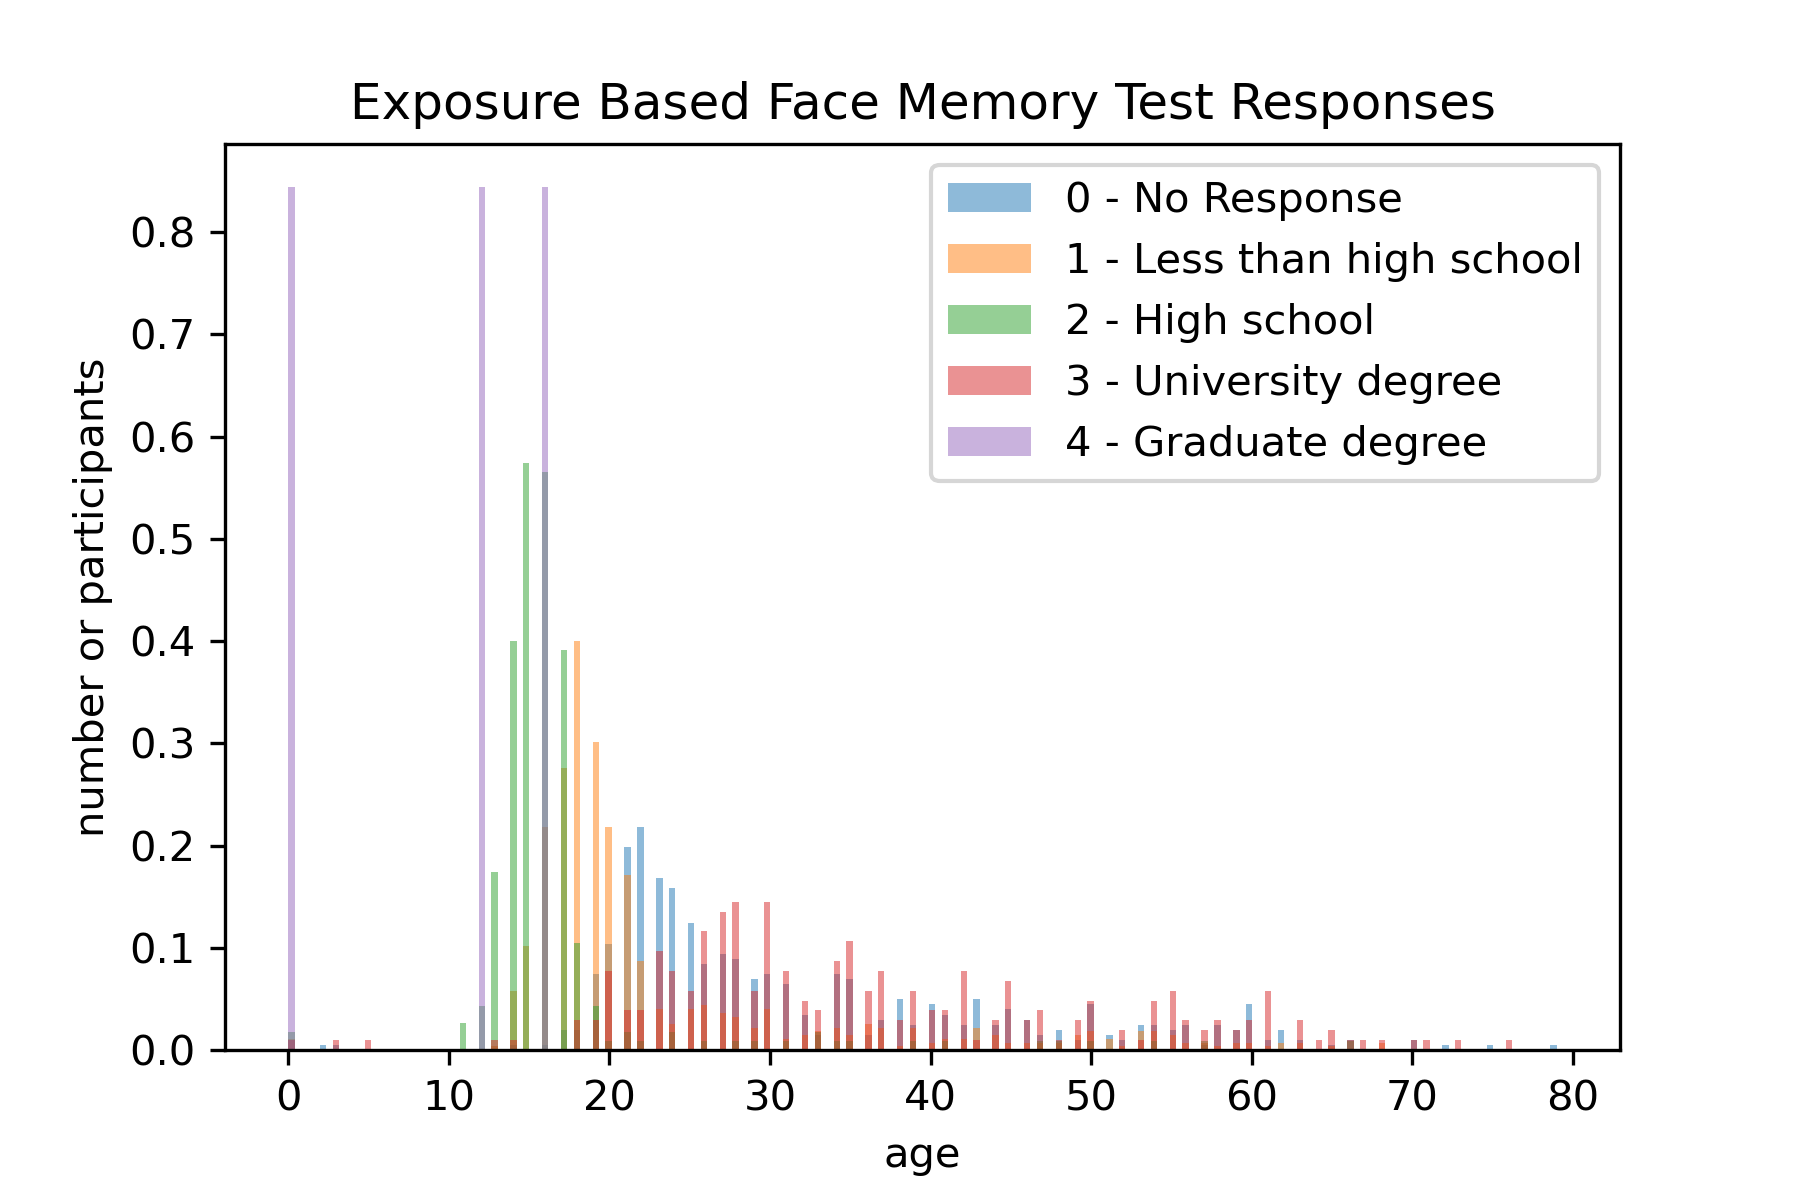 Exposure Based Face Memory Test Responses
0 - No Response
1 - Less than high school
2 - High school
3 - University degree
4 - Graduate degree
number or participants
0.8
0.7
0.6
0.5
0.4
0.3
0.2
0.1
0.0
0 10 20 30 40 50 60 70 80
age